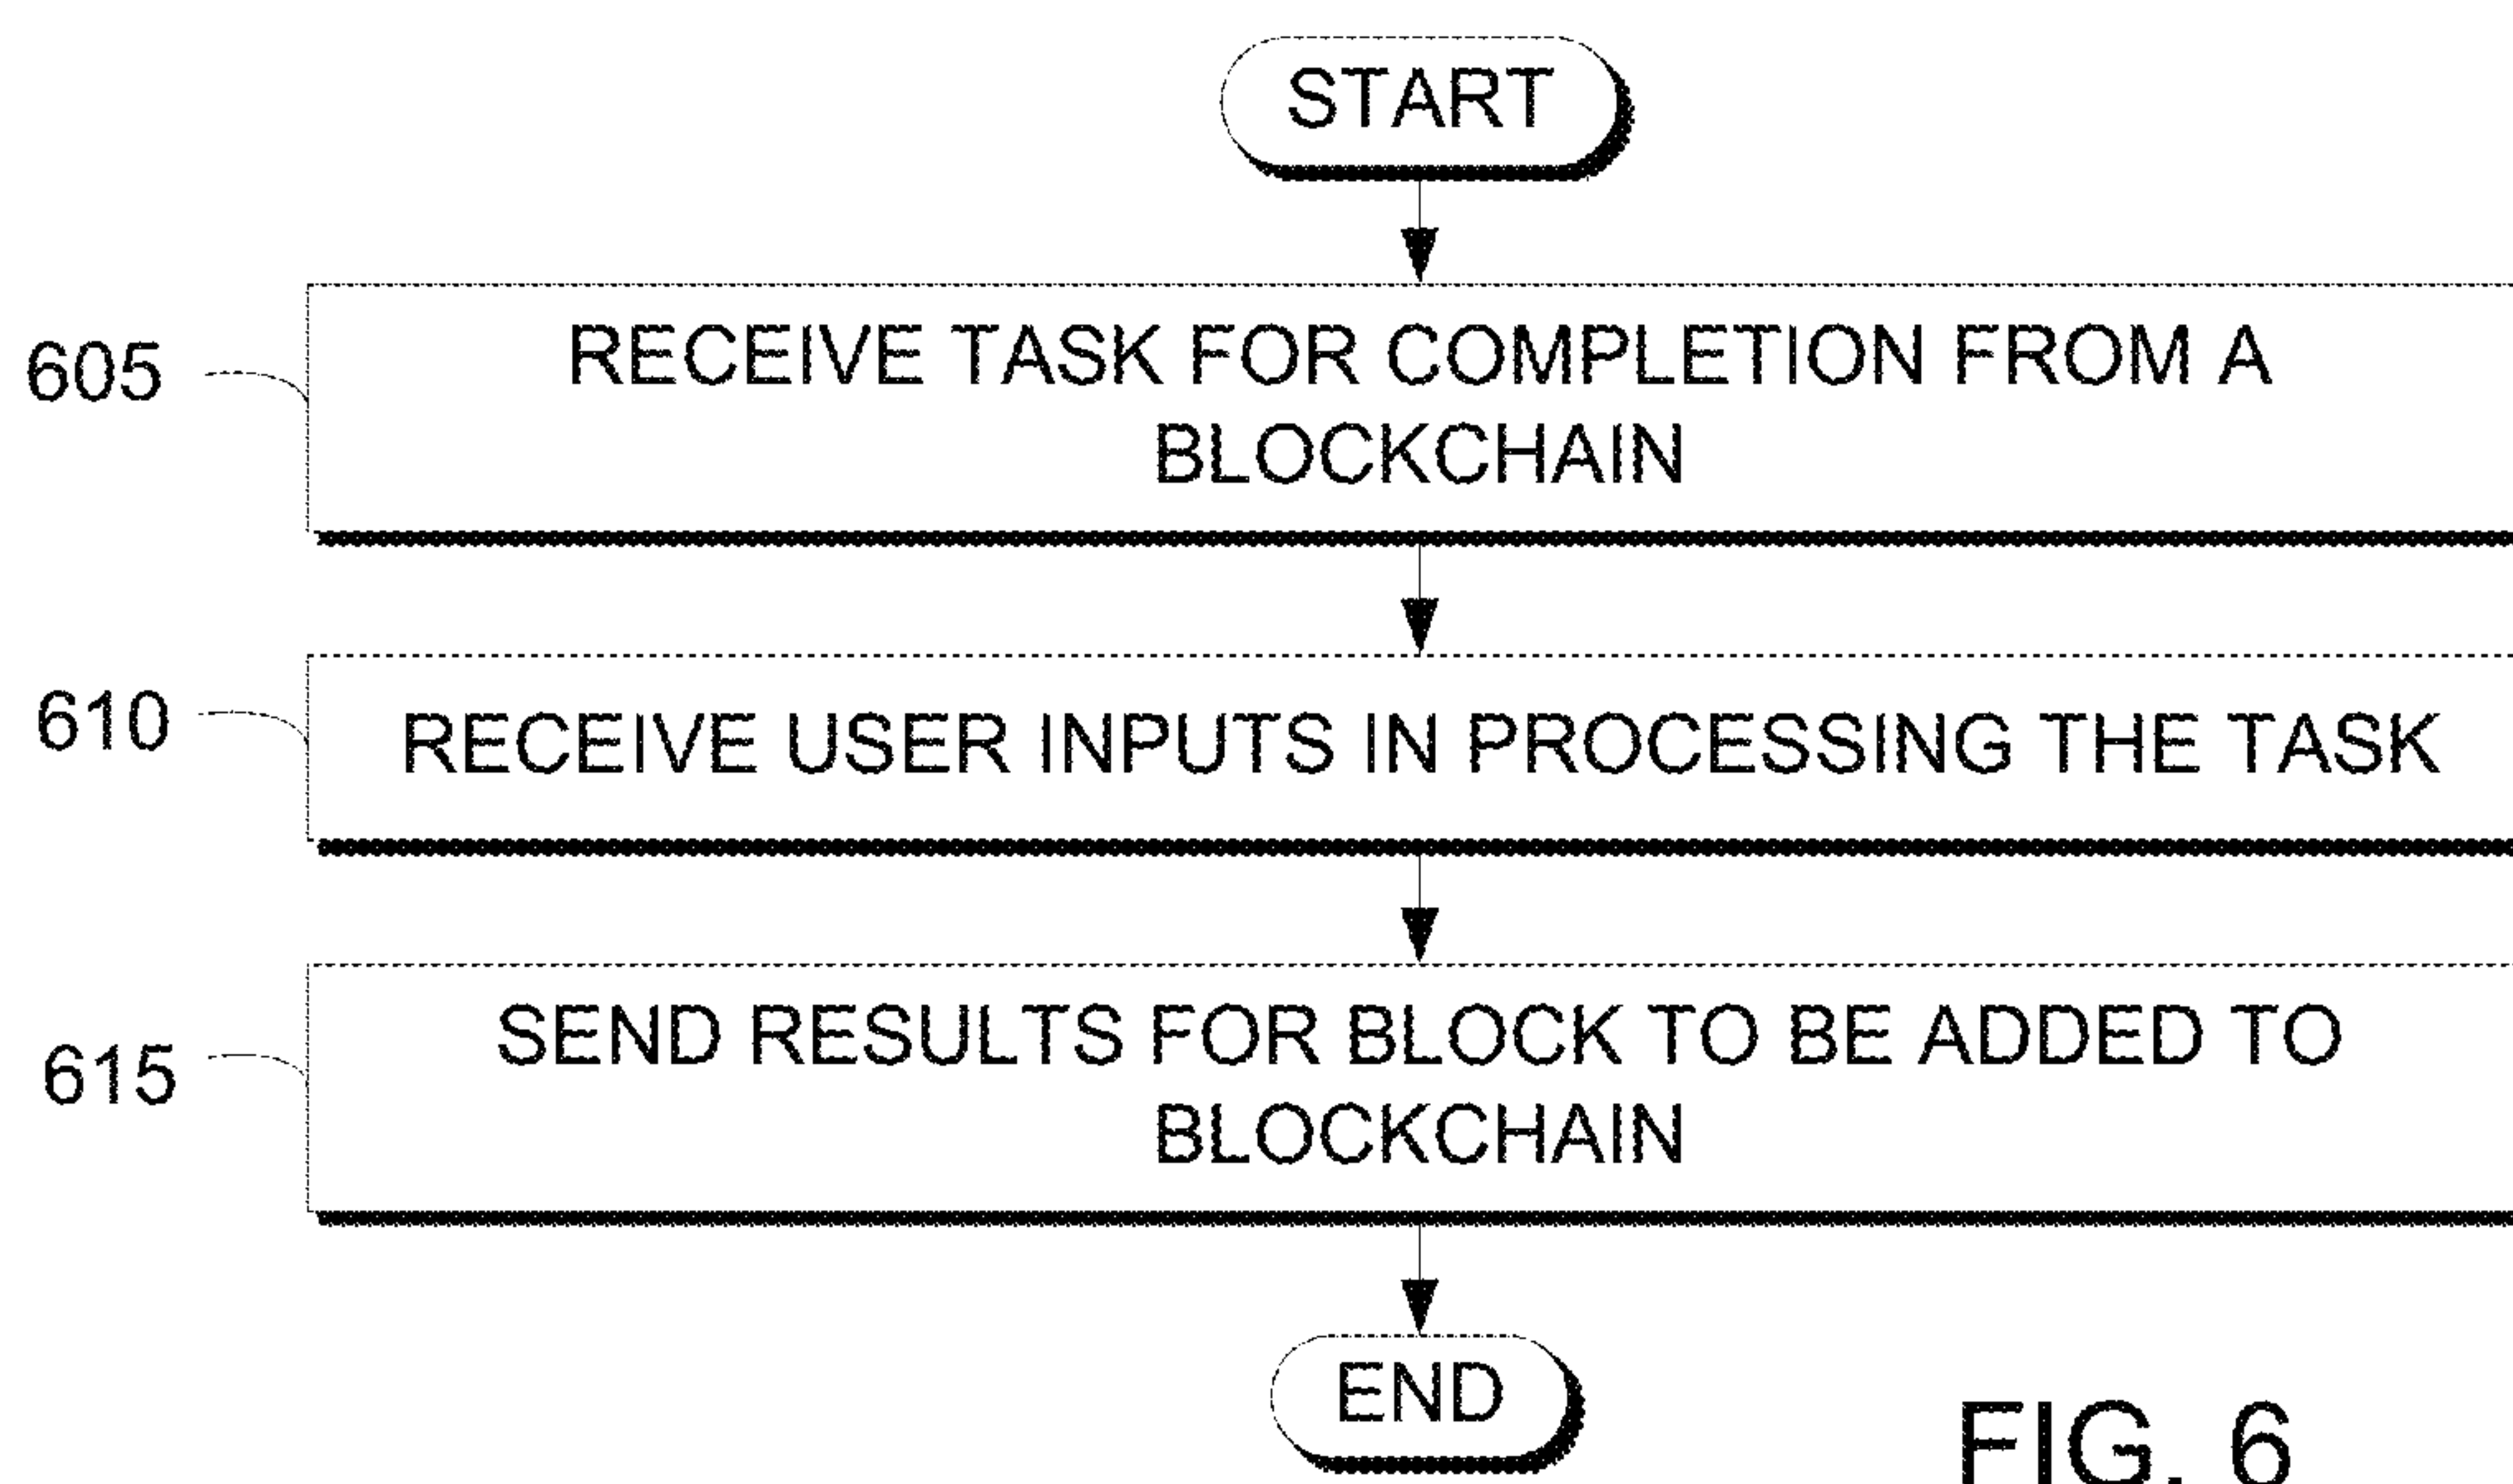 START
605
RECEIVE TASK FOR COMPLETION FROM A
BLOCKCHAIN
610
RECEIVE USER INPUTS IN PROCESSING THE TASK
615
SEND RESULTS FOR BLOCK TO BE ADDED TO
BLOCKCHAIN
END
FIG. 6